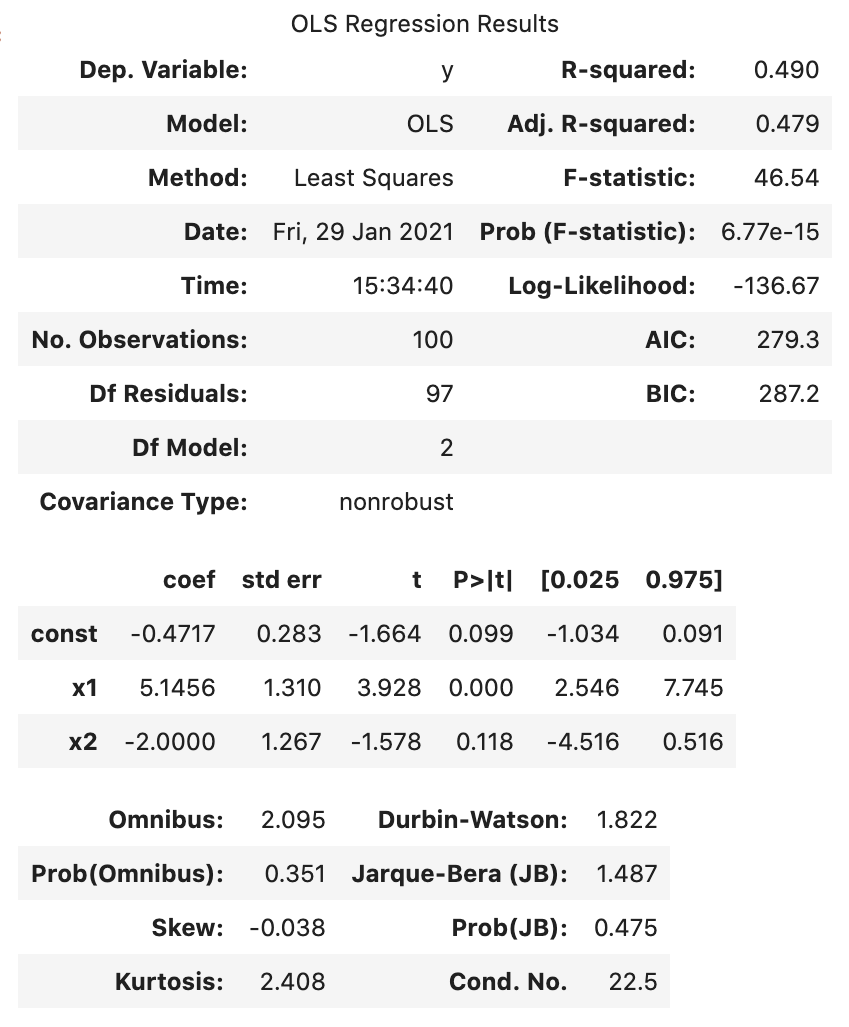 OLS Regression Results
Dep. Variable: y R-squared: 0.490
Model: OLS Adj. R-squared: 0.479
Method: Least Squares F-statistic: 46.54
Date: Fri, 29 Jan 2021 Prob (F-statistic): 6.77e-15
Time: 15:34:40 Log-Likelihood: -136.67
No. Observations: 100 AIC: 279.3
Df Residuals: 97 BIC: 287.2
Df Model: 2
Covariance Type: nonrobust
coef std err t P>|t| [0.025 0.975]
const -0.4717 0.283 -1.664 0.099 -1.034 0.091
x1 5.1456 1.310 3.928 0.000 2.546 7.745
x2 -2.0000 1.267 -1.578 0.118 -4.516 0.516
Omnibus: 2.095 Durbin-Watson: 1.822
Prob(Omnibus): 0.351 Jarque-Bera (JB): 1.487
Skew: -0.038 Prob(JB): 0.475
Kurtosis: 2.408 Cond. No. 22.5